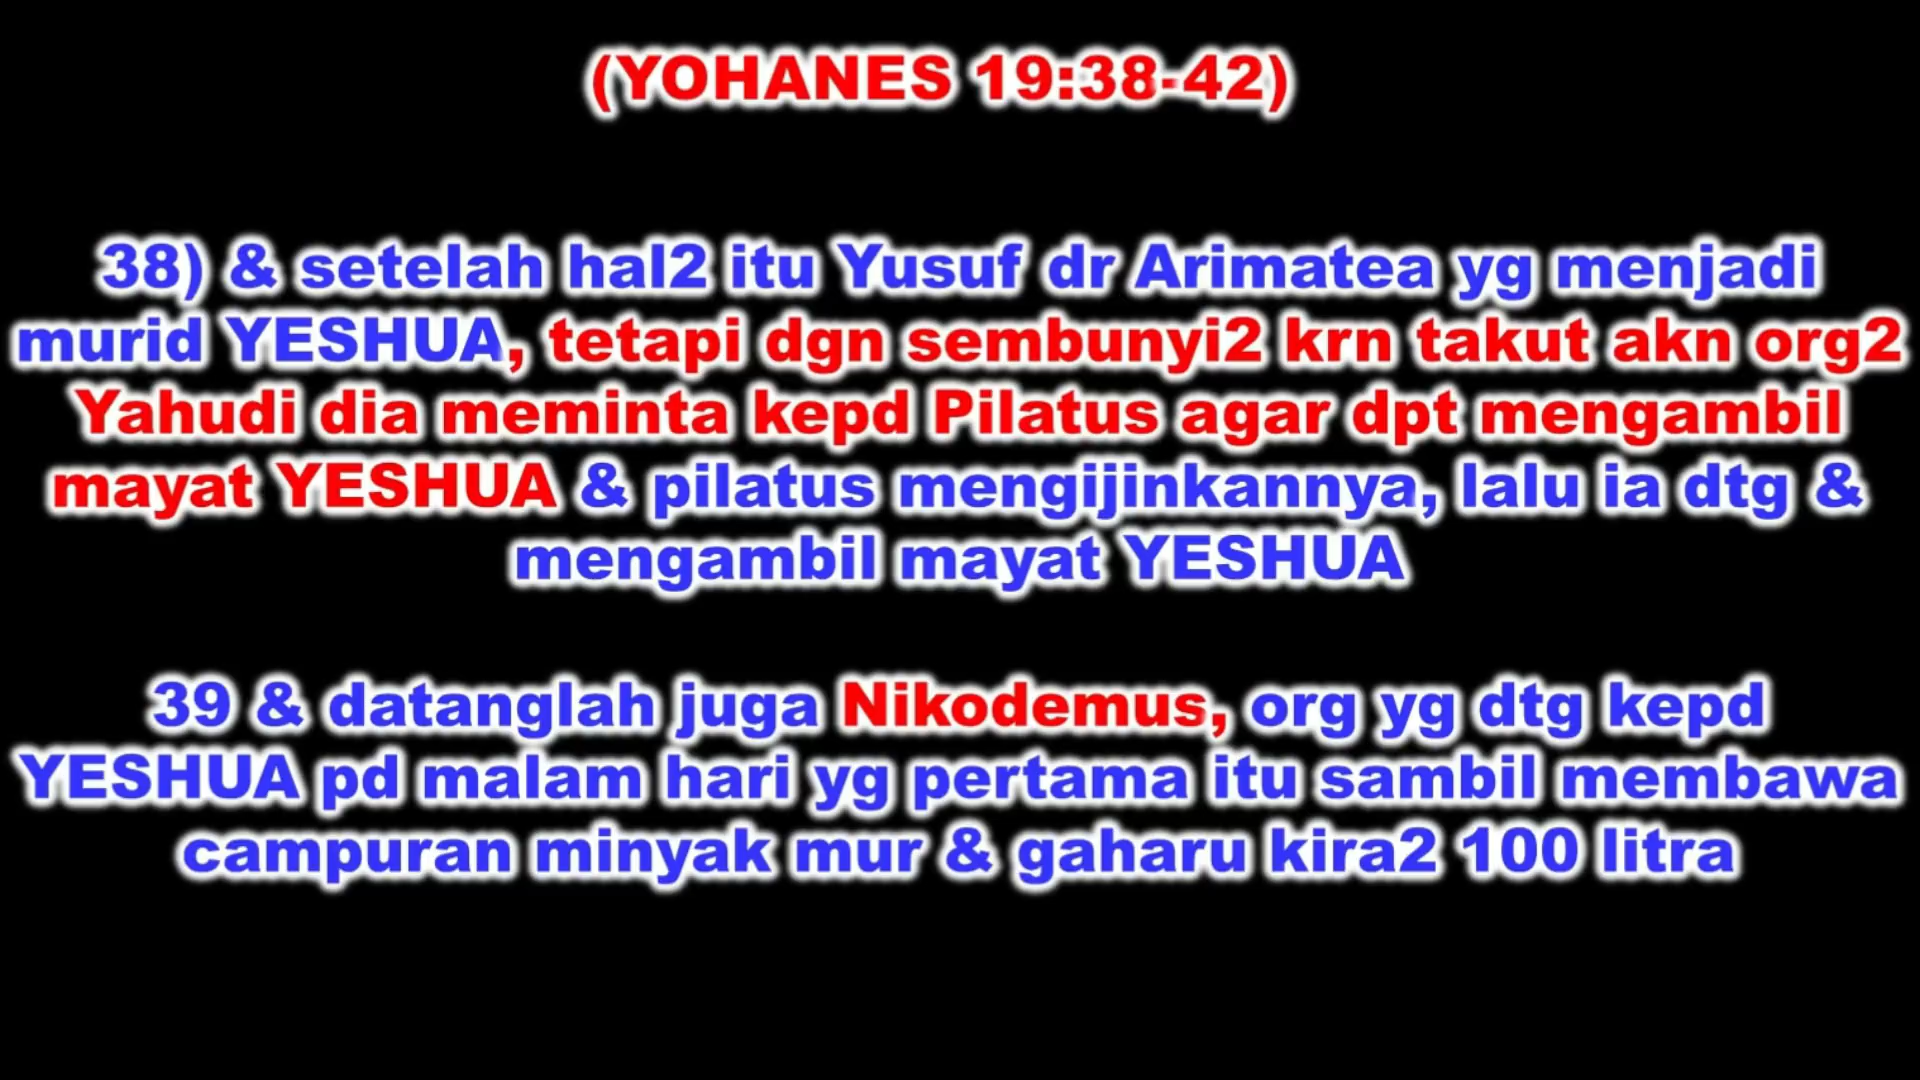 (YOHANES 19:38-42)
38) & setelah hal2 itu Yusuf dr Arimatea yg menjadi
murid YESHUA, tetapi dgn sembunyi2 krn takut akn org2
Yahudi dia meminta kepd Pilatus agar dpt mengambil
mayat YESHUA & pilatus mengijinkannya, lalu ia dtg &
mengambil mayat YESHUA
39 & datanglah juga Nikodemus, org yg dtg kepd
YESHUA pd malam hari yg pertama itu sambil membawa
campuran minyak mur & gaharu kira2 100 litra